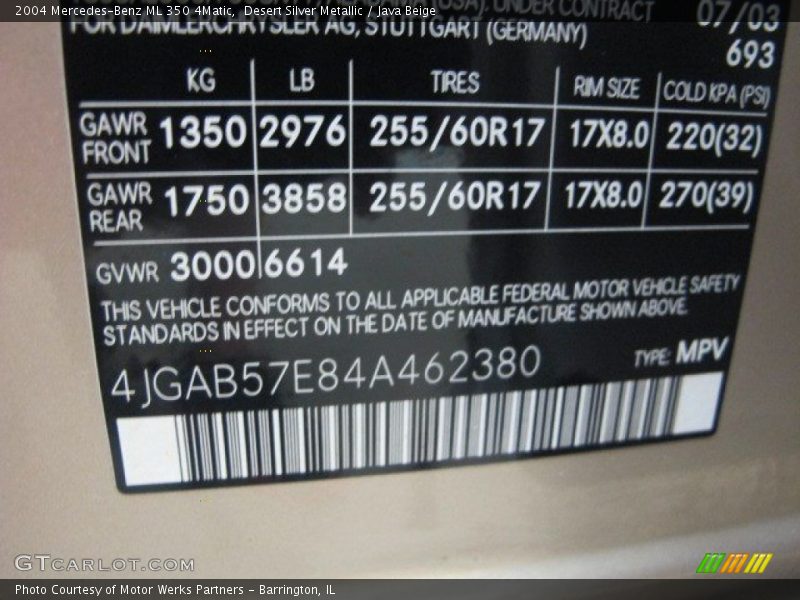 2004 Mercedes-Benz ML 350 4Matic, Desert Silver Metallic / Java Beige
(USA). UNDER CONTRACT 07/03
FOR DAIMLERCHRYSLER AG, STUTTGART (GERMANY) 693
KG LB TIRES RIM SIZE COLD KPA (PSI)
GAWR FRONT 1350 2976 255/60R17 17X8.0 220(32)
GAWR REAR 1750 3858 255/60R17 17X8.0 270(39)
GVWR 3000 6614
THIS VEHICLE CONFORMS TO ALL APPLICABLE FEDERAL MOTOR VEHICLE SAFETY
STANDARDS IN EFFECT ON THE DATE OF MANUFACTURE SHOWN ABOVE.
4JGAB57E84A462380 TYPE: MPV
GTCARLOT.COM
Photo Courtesy of Motor Werks Partners - Barrington, IL